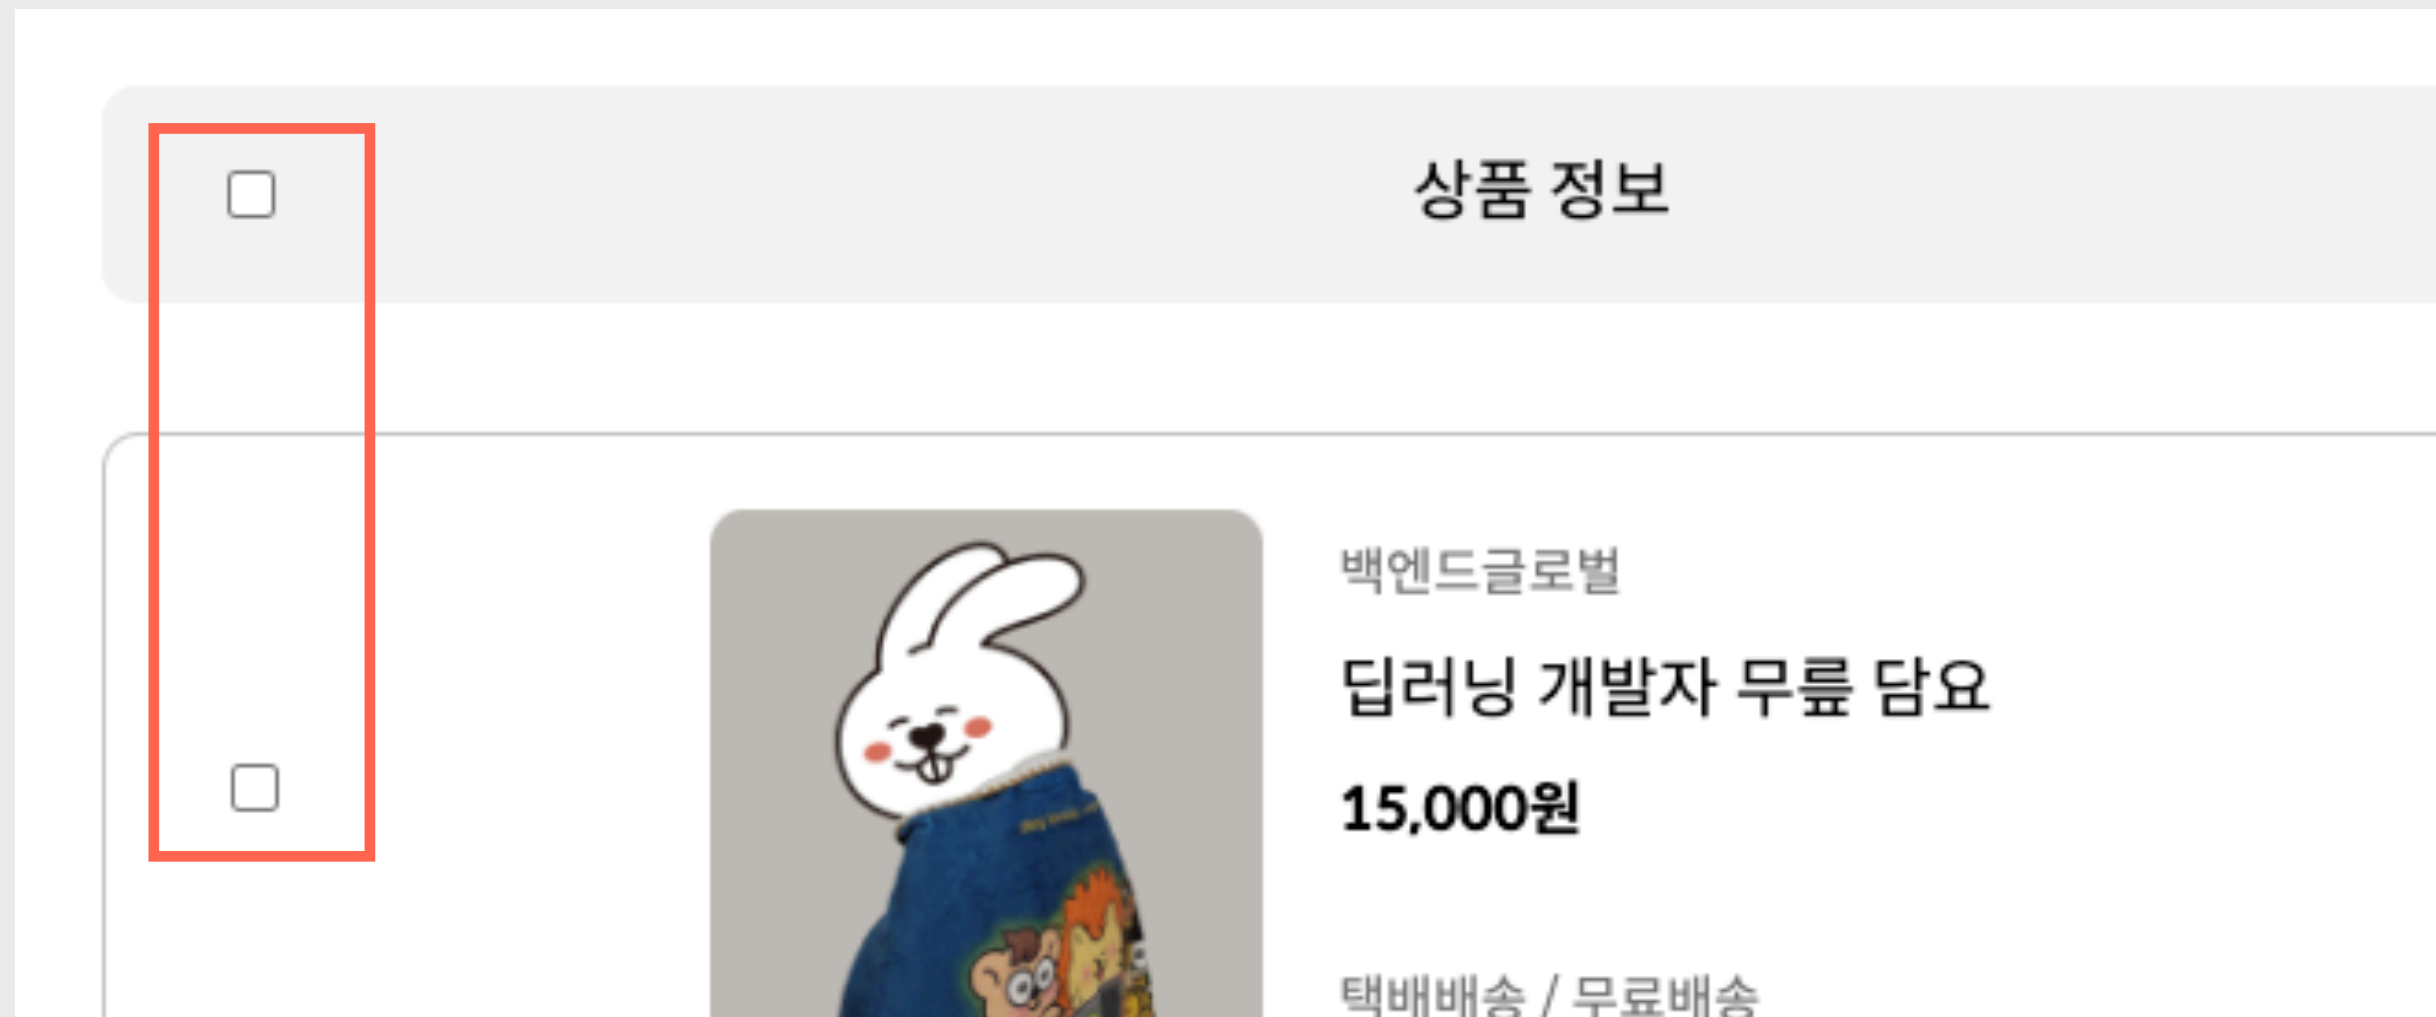 상품 정보
백엔드글로벌
딥러닝 개발자 무릎 담요
15,000원
택배배송 / 무료배송